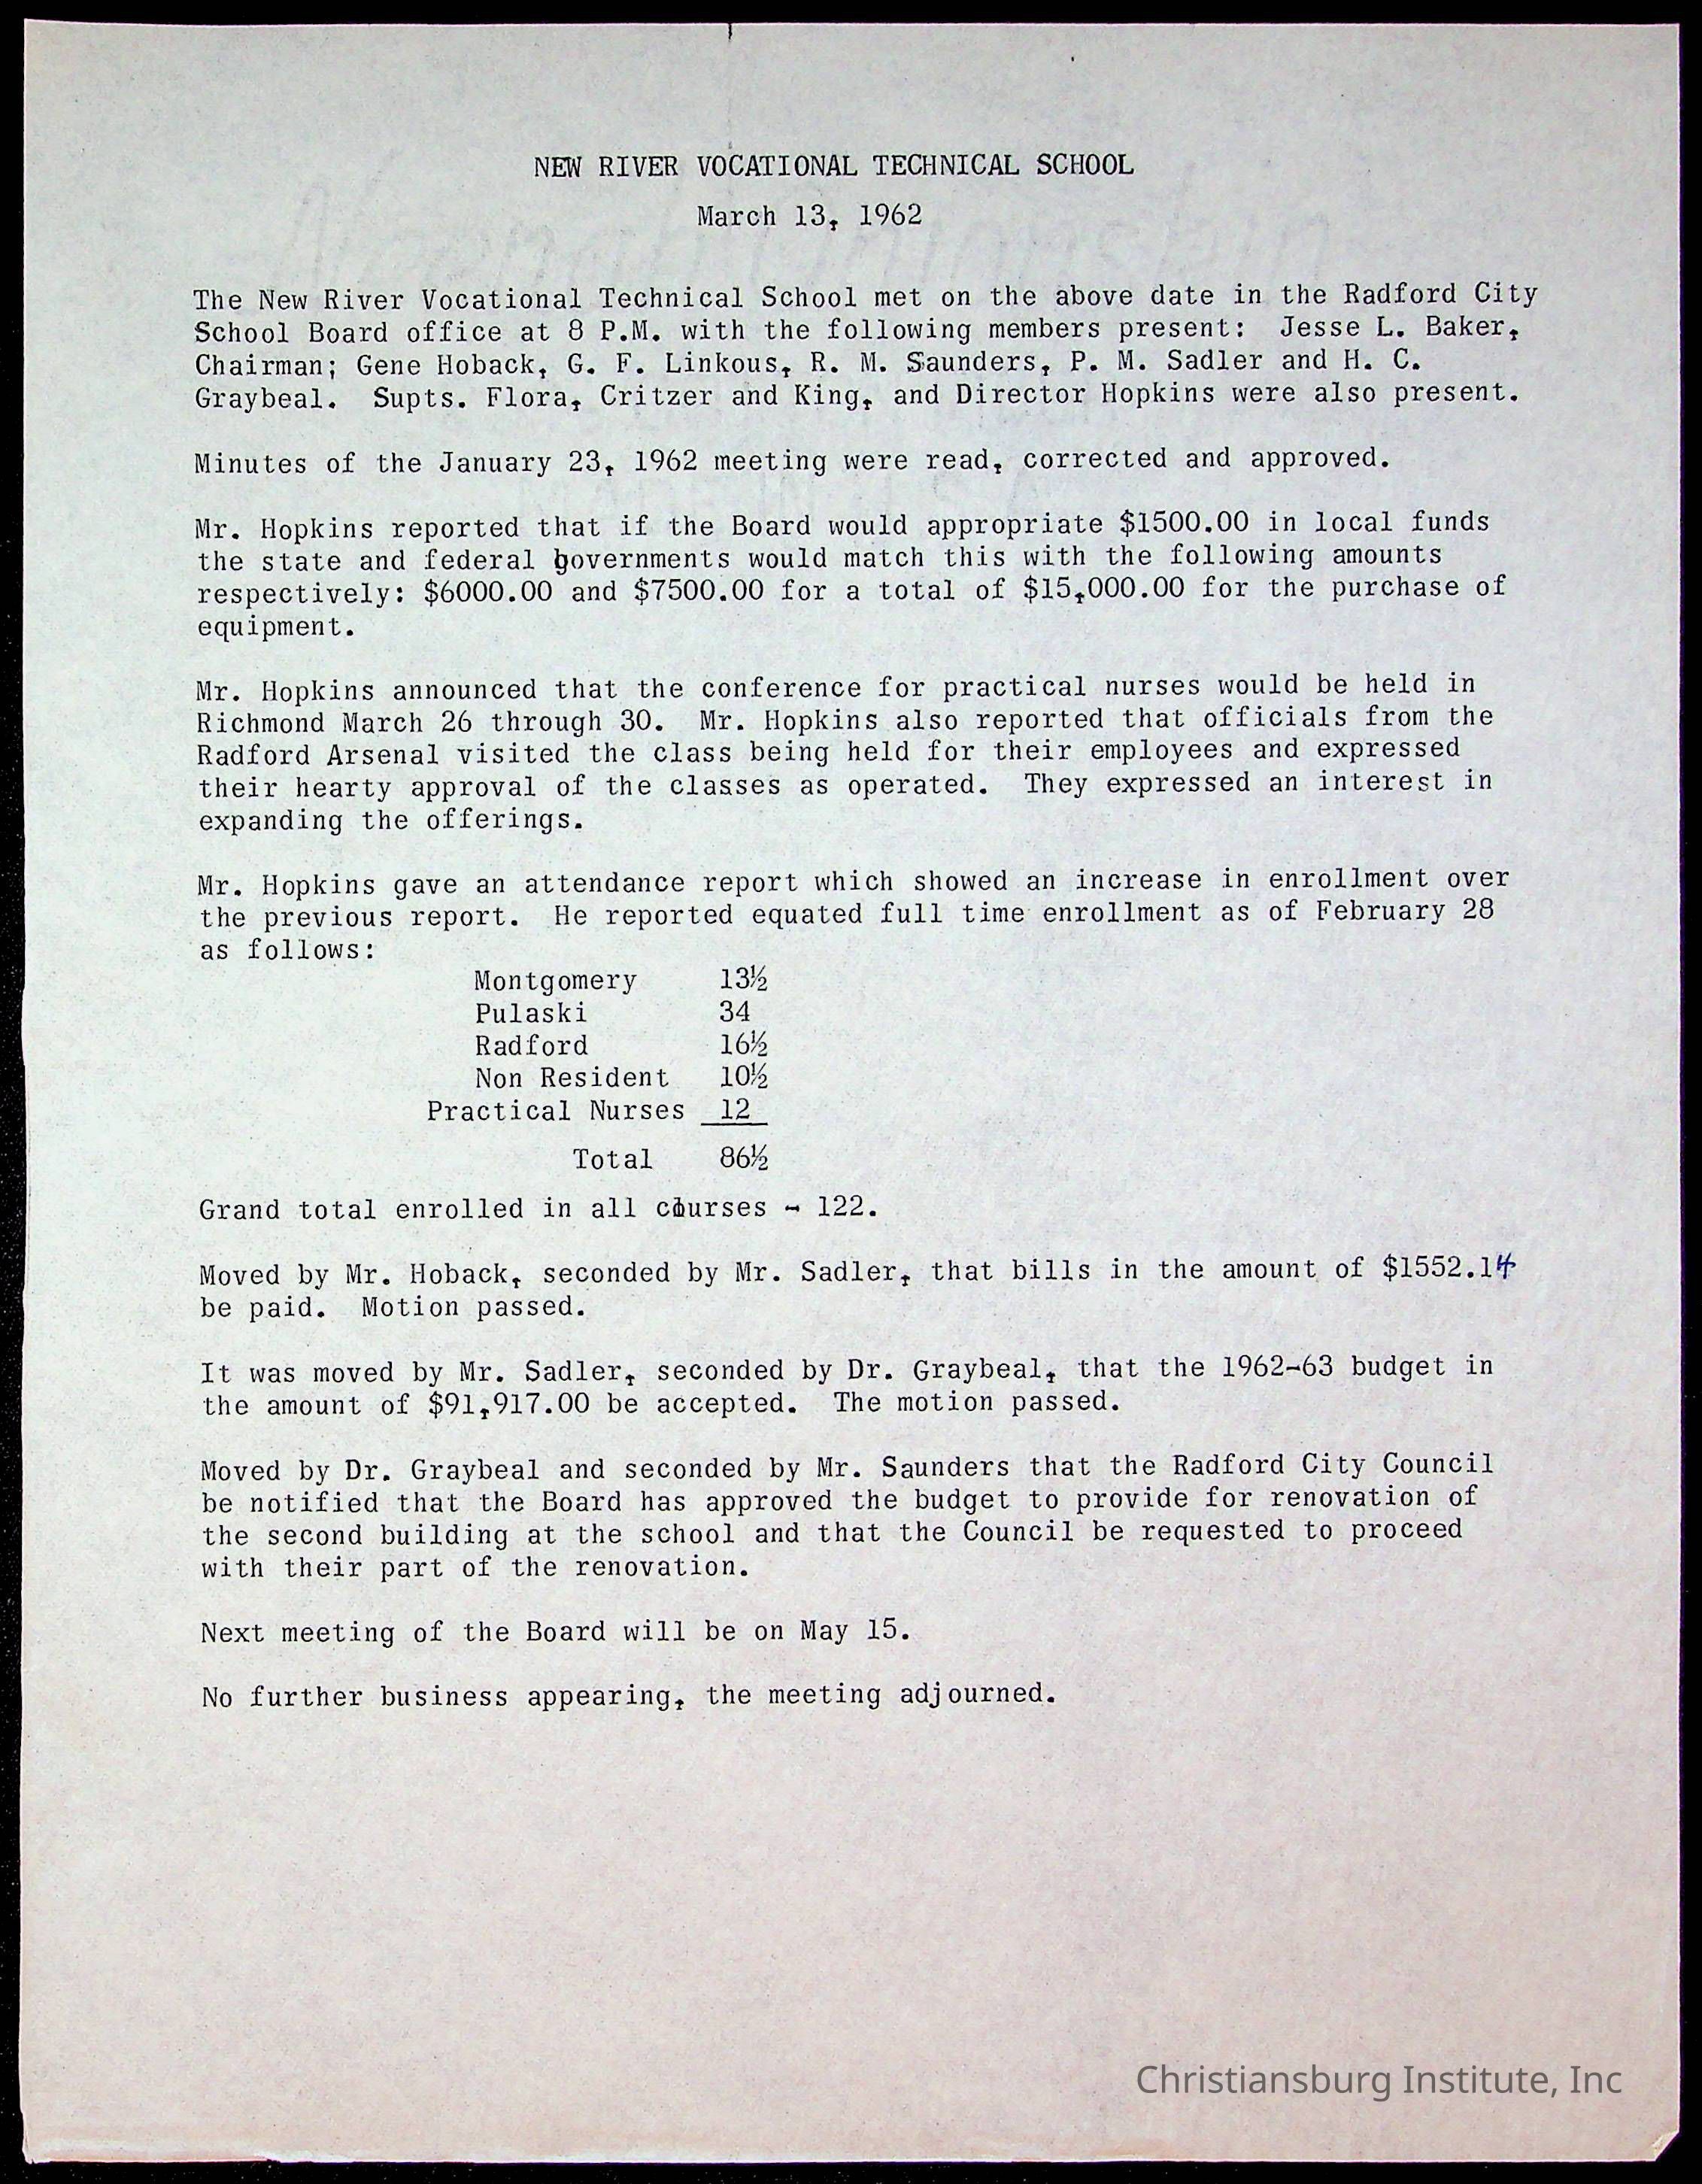 NEW RIVER VOCATIONAL TECHNICAL SCHOOL
March 13, 1962
The New River Vocational Technical School met on the above date in the Radford City
School Board office at 8 P.M. with the following members present:  Jesse L. Baker,
Chairman; Gene Hoback, G. F. Linkous, R. M. Saunders, P. M. Sadler and H. C.
Graybeal.  Supts. Flora, Critzer and King, and Director Hopkins were also present.
Minutes of the January 23, 1962 meeting were read, corrected and approved.
Mr. Hopkins reported that if the Board would appropriate $1500.00 in local funds
the state and federal governments would match this with the following amounts
respectively: $6000.00 and $7500.00 for a total of $15,000.00 for the purchase of
equipment.
Mr. Hopkins announced that the conference for practical nurses would be held in
Richmond March 26 through 30.  Mr. Hopkins also reported that officials from the
Radford Arsenal visited the class being held for their employees and expressed
their hearty approval of the classes as operated.  They expressed an interest in
expanding the offerings.
Mr. Hopkins gave an attendance report which showed an increase in enrollment over
the previous report.  He reported equated full time enrollment as of February 28
as follows:
Montgomery 13½
Pulaski 34
Radford 16½
Non Resident 10½
Practical Nurses 12
Total 86½
Grand total enrolled in all courses - 122.
Moved by Mr. Hoback, seconded by Mr. Sadler, that bills in the amount of $1552.14
be paid.  Motion passed.
It was moved by Mr. Sadler, seconded by Dr. Graybeal, that the 1962-63 budget in
the amount of $91,917.00 be accepted.  The motion passed.
Moved by Dr. Graybeal and seconded by Mr. Saunders that the Radford City Council
be notified that the Board has approved the budget to provide for renovation of
the second building at the school and that the Council be requested to proceed
with their part of the renovation.
Next meeting of the Board will be on May 15.
No further business appearing, the meeting adjourned.
Christiansburg Institute, Inc